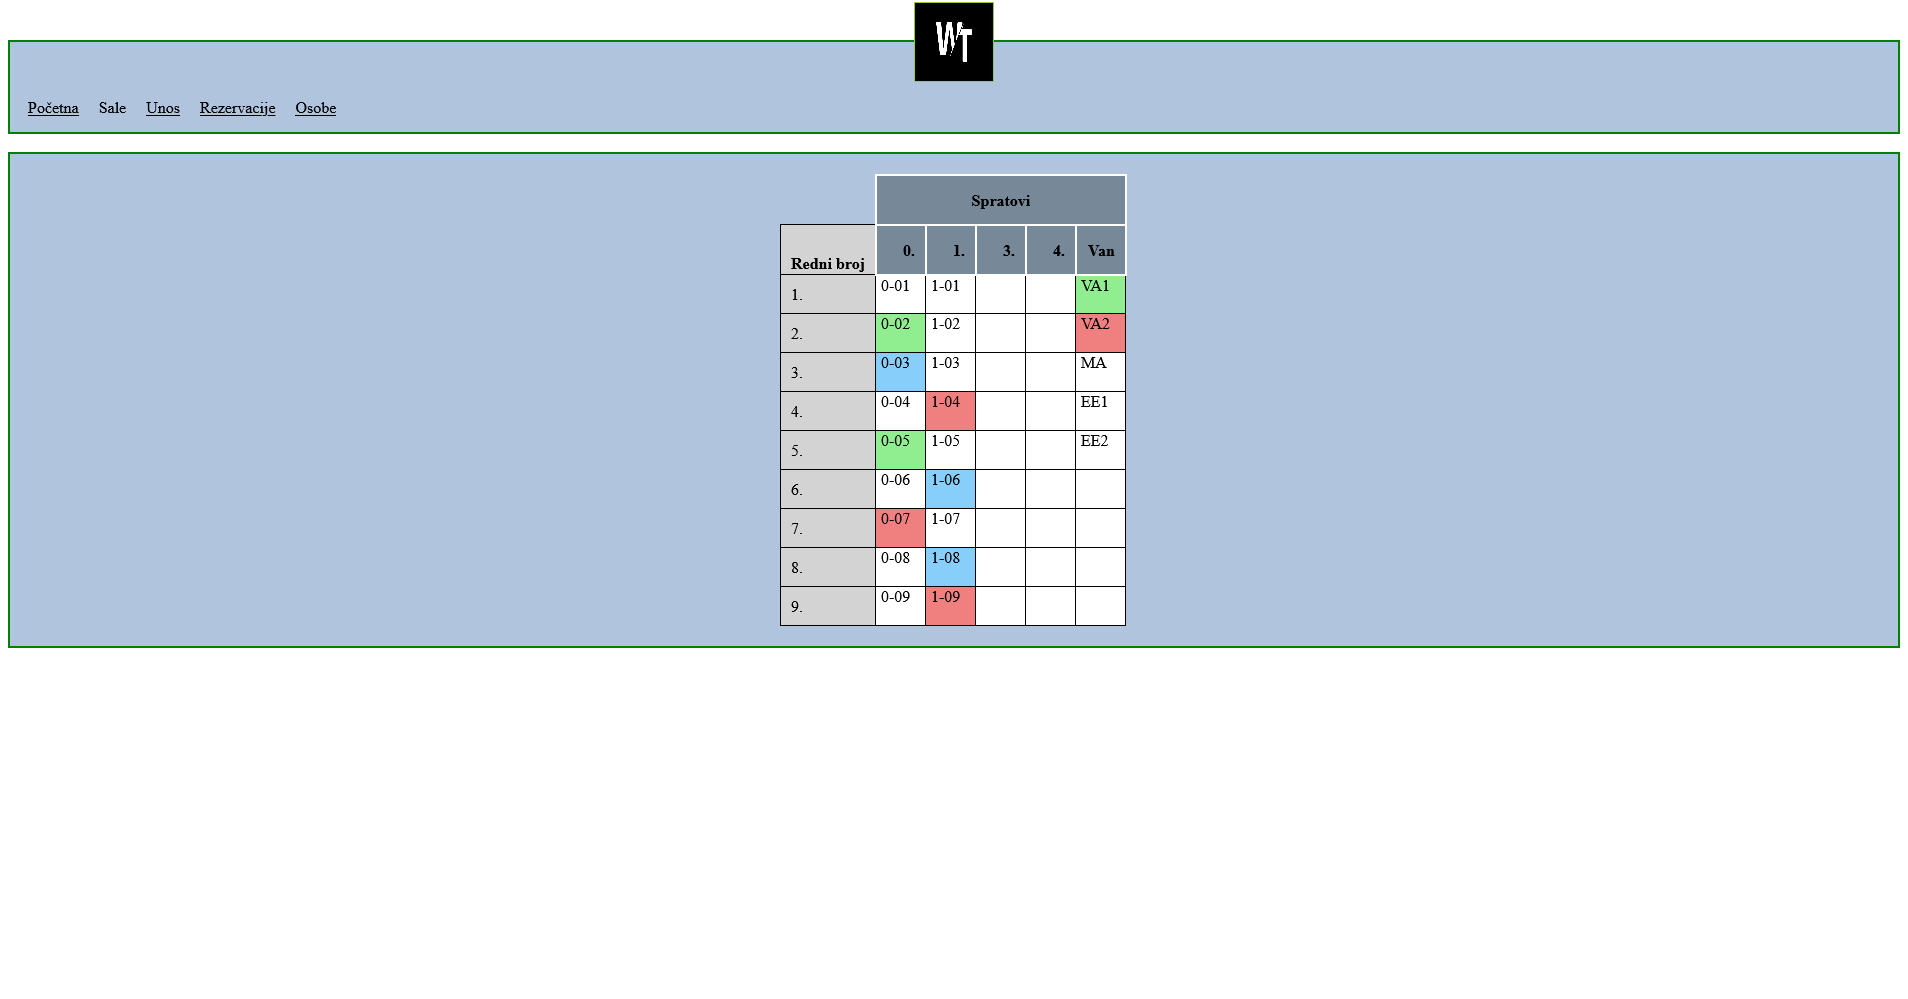 WT
Početna Sale Unos Rezervacije Osobe
Spratovi
Redni broj 0. 1. 3. 4. Van
1. 0-01 1-01 VA1
2. 0-02 1-02 VA2
3. 0-03 1-03 MA
4. 0-04 1-04 EE1
5. 0-05 1-05 EE2
6. 0-06 1-06
7. 0-07 1-07
8. 0-08 1-08
9. 0-09 1-09